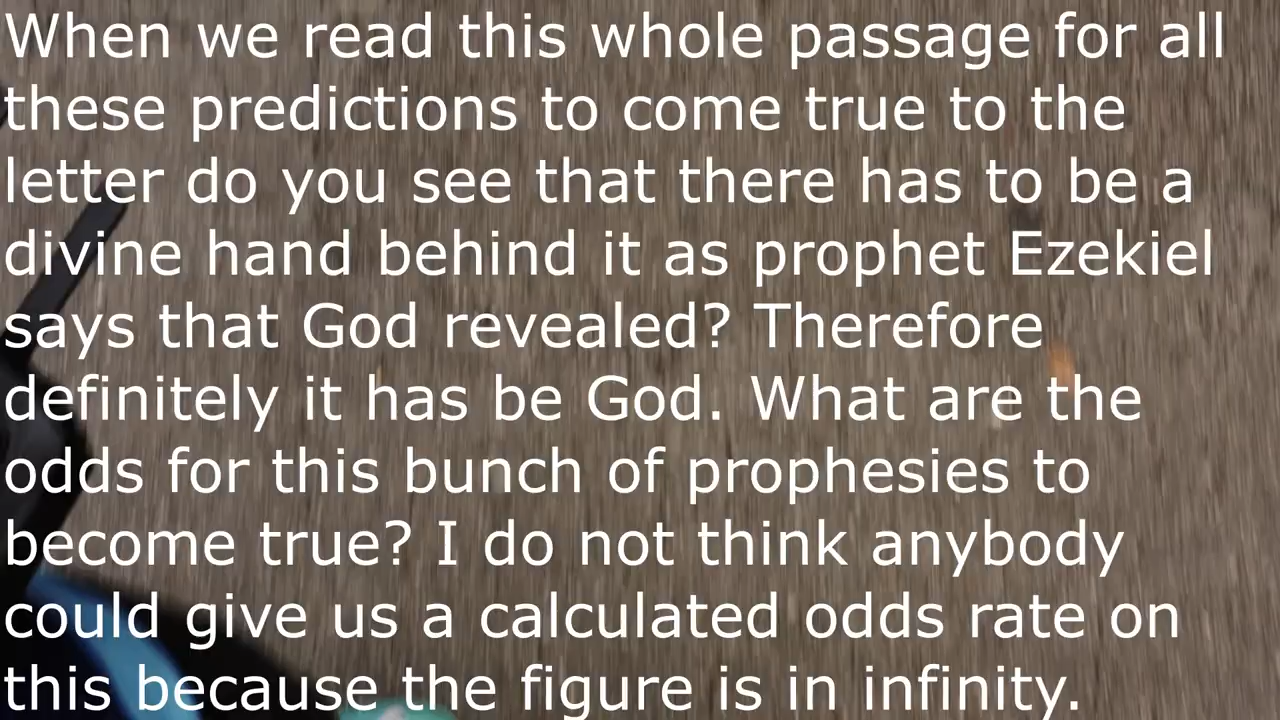 When we read this whole passage for all
these predictions to come true to the
letter do you see that there has to be a
divine hand behind it as prophet Ezekiel
says that God revealed? Therefore
definitely it has be God. What are the
odds for this bunch of prophesies to
become true? I do not think anybody
could give us a calculated odds rate on
this because the figure is in infinity.